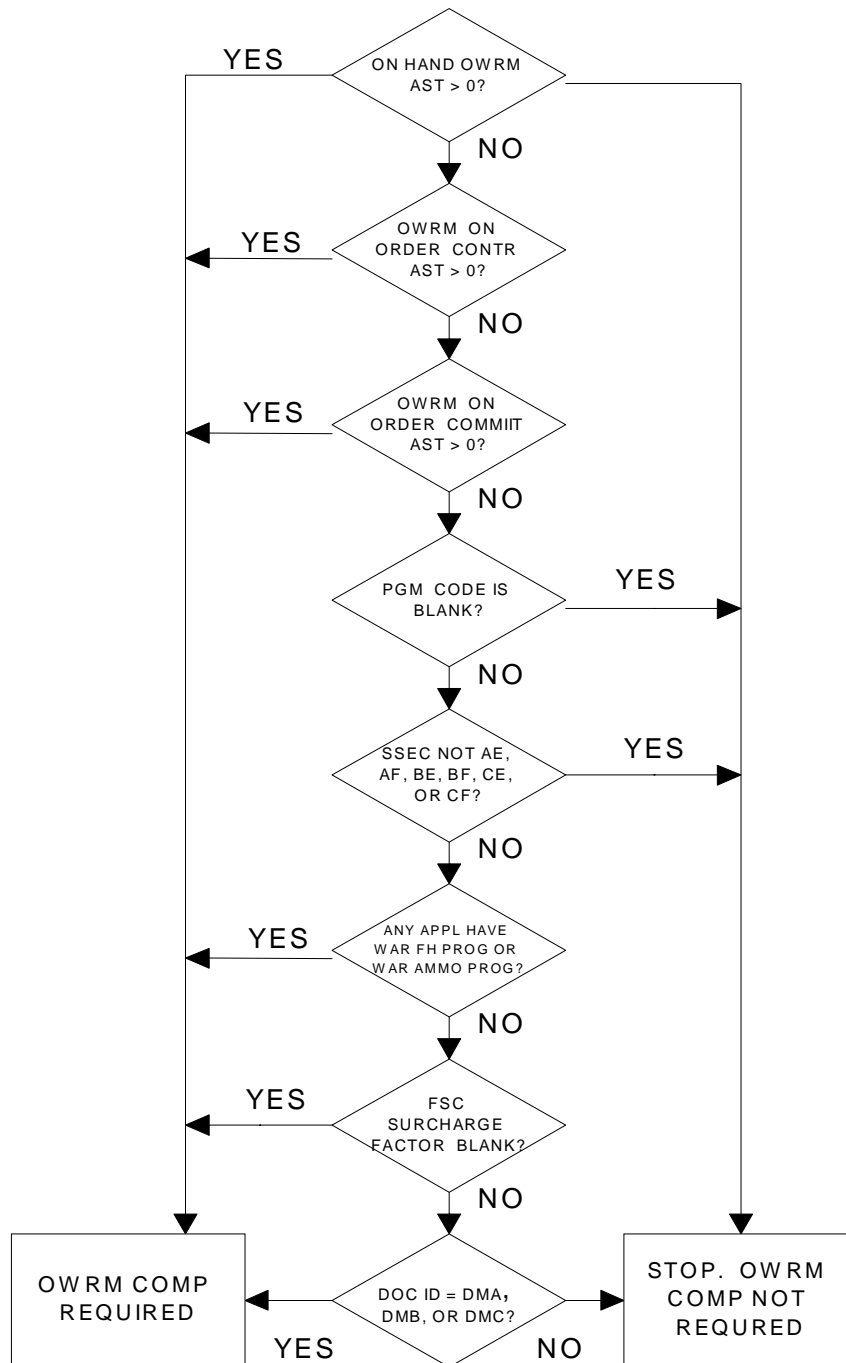 YES
ON HAND OWRM
AST > 0?
NO
OWRM ON
ORDER CONTR
AST > 0?
YES
NO
OWRM ON
ORDER COMMIIT
AST > 0?
YES
NO
PGM CODE IS
BLANK?
YES
NO
SSEC NOT AE,
AF, BE, BF, CE,
OR CF?
YES
NO
ANY APPL HAVE
WAR FH PROG OR
WAR AMMO PROG?
YES
NO
FSC
SURCHARGE
FACTOR BLANK?
YES
NO
OWRM COMP
REQUIRED
DOC ID = DMA,
DMB, OR DMC?
YES
NO
STOP. OWRM
COMP NOT
REQURED